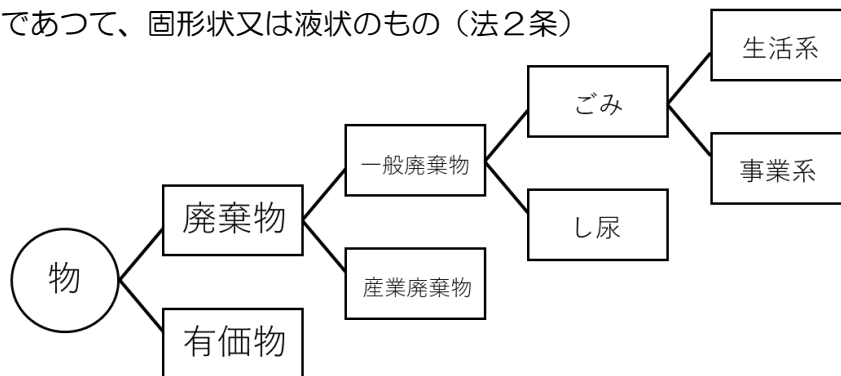 であつて、固形状又は液状のもの（法２条）
生活系
ごみ
一般廃棄物
事業系
廃棄物
し尿
物
産業廃棄物
有価物